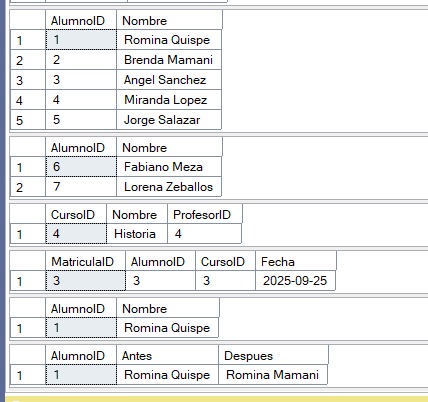 AlumnoID Nombre
1 1 Romina Quispe
2 2 Brenda Mamani
3 3 Angel Sanchez
4 4 Miranda Lopez
5 5 Jorge Salazar
AlumnoID Nombre
1 6 Fabiano Meza
2 7 Lorena Zeballos
CursoID Nombre ProfesorID
1 4 Historia 4
MatriculaID AlumnoID CursoID Fecha
1 3 3 3 2025-09-25
AlumnoID Nombre
1 1 Romina Quispe
AlumnoID Antes Despues
1 1 Romina Quispe Romina Mamani